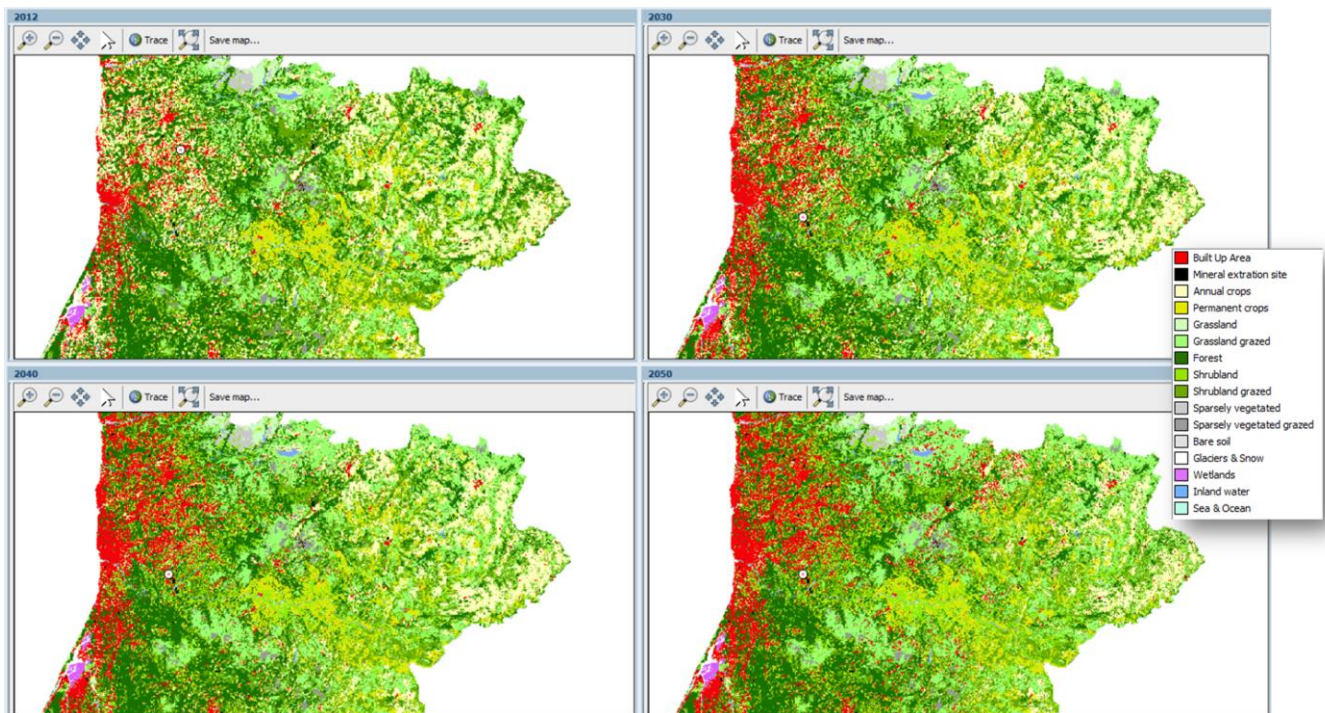 2012
Trace
Save map...
2030
Trace
Save map...
Built Up Area
Mineral extration site
Annual crops
Permanent crops
Grassland
Grassland grazed
Forest
Shrubland
Shrubland grazed
Sparsely vegetated
Sparsely vegetated grazed
Bare soil
Glaciers & Snow
Wetlands
Inland water
Sea & Ocean
2040
Trace
Save map...
2050
Trace
Save map...